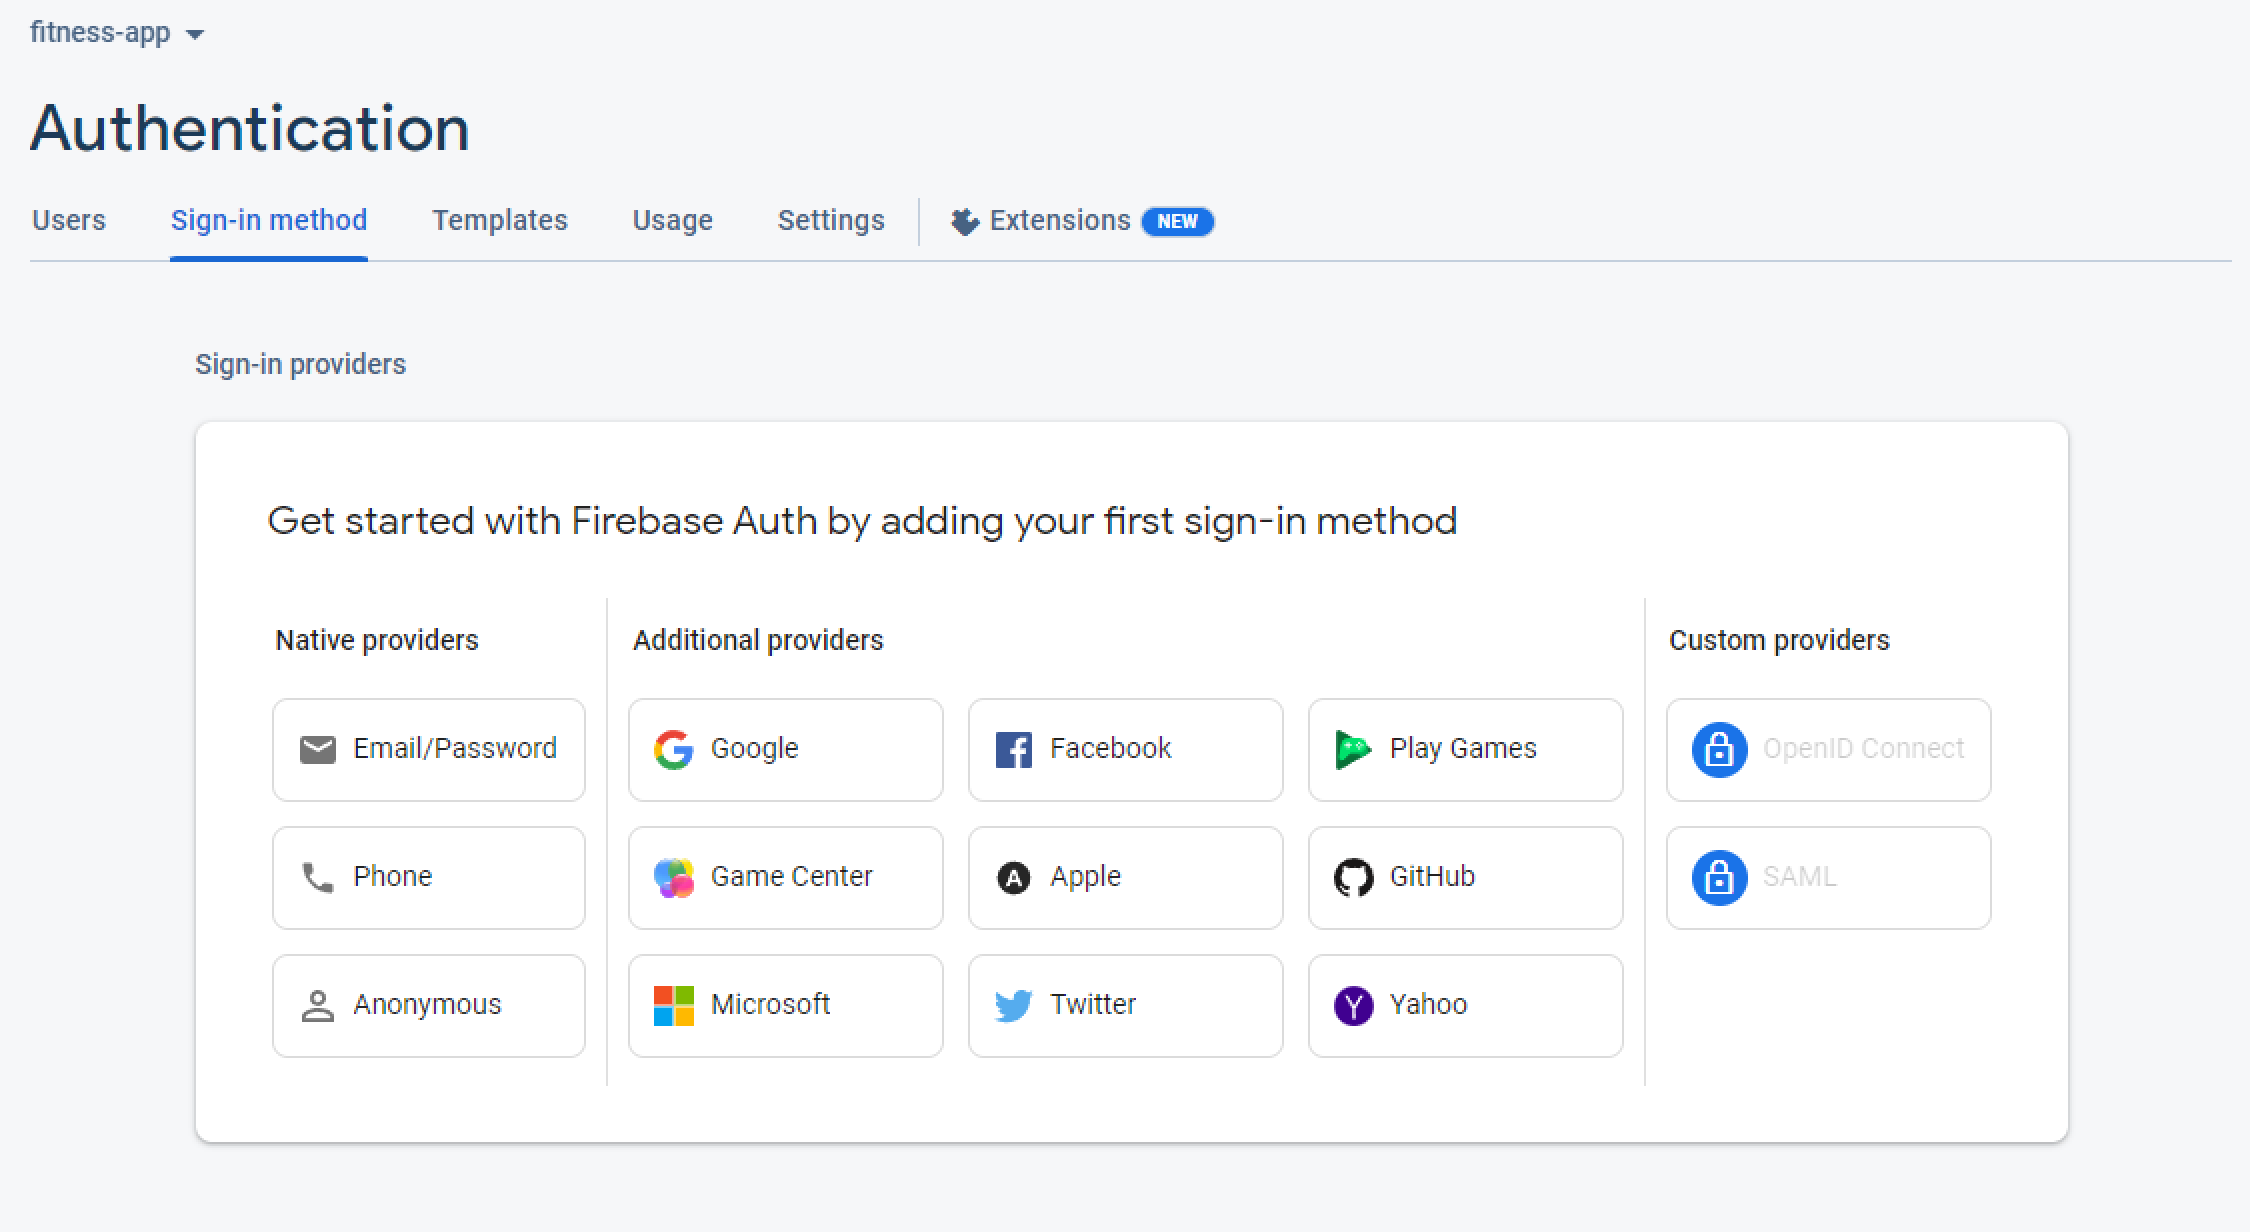 fitness-app
Authentication
Users Sign-in method Templates Usage Settings Extensions NEW
Sign-in providers
Get started with Firebase Auth by adding your first sign-in method
Native providers Additional providers Custom providers
Email/Password Google Facebook Play Games OpenID Connect
Phone Game Center Apple GitHub SAML
Anonymous Microsoft Twitter Yahoo